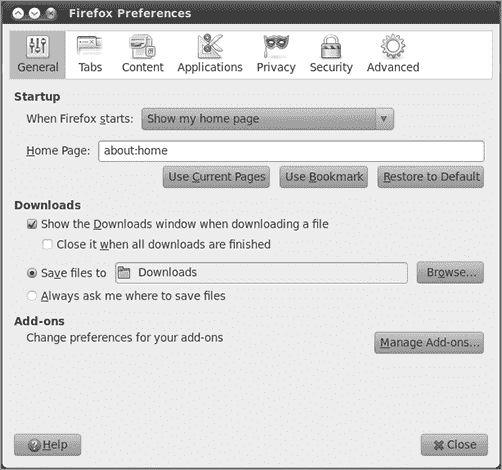 Firefox Preferences
General Tabs Content Applications Privacy Security Advanced
Startup
When Firefox starts: Show my home page
Home Page: about:home
Use Current Pages Use Bookmark Restore to Default
Downloads
Show the Downloads window when downloading a file
Close it when all downloads are finished
Save files to Downloads Browse...
Always ask me where to save files
Add-ons
Change preferences for your add-ons
Manage Add-ons...
Help Close